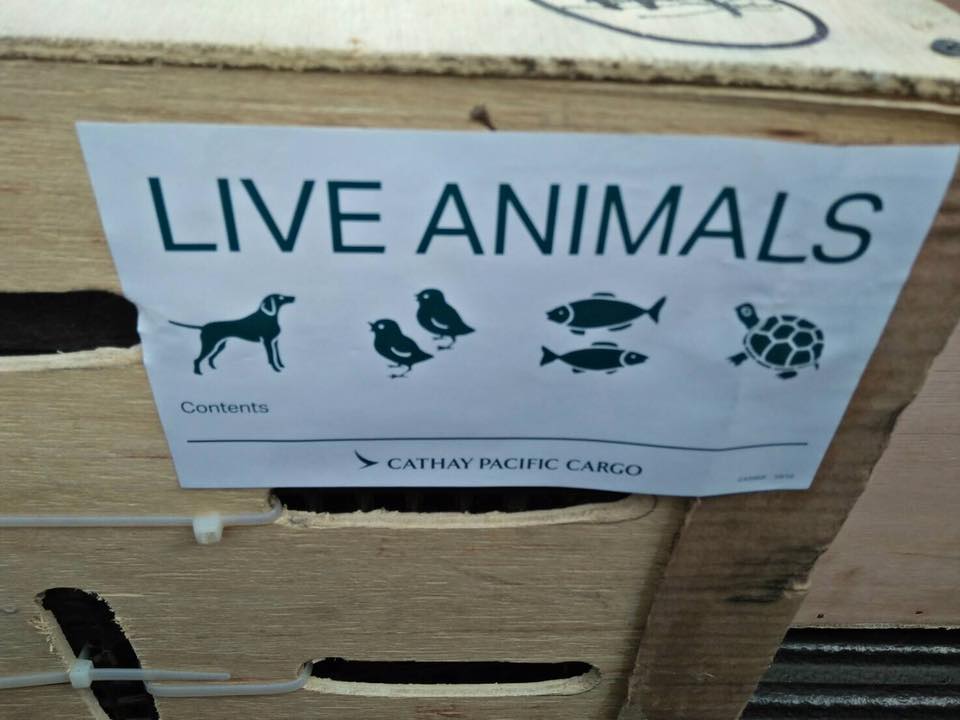 LIVE ANIMALS
Contents
CATHAY PACIFIC CARGO